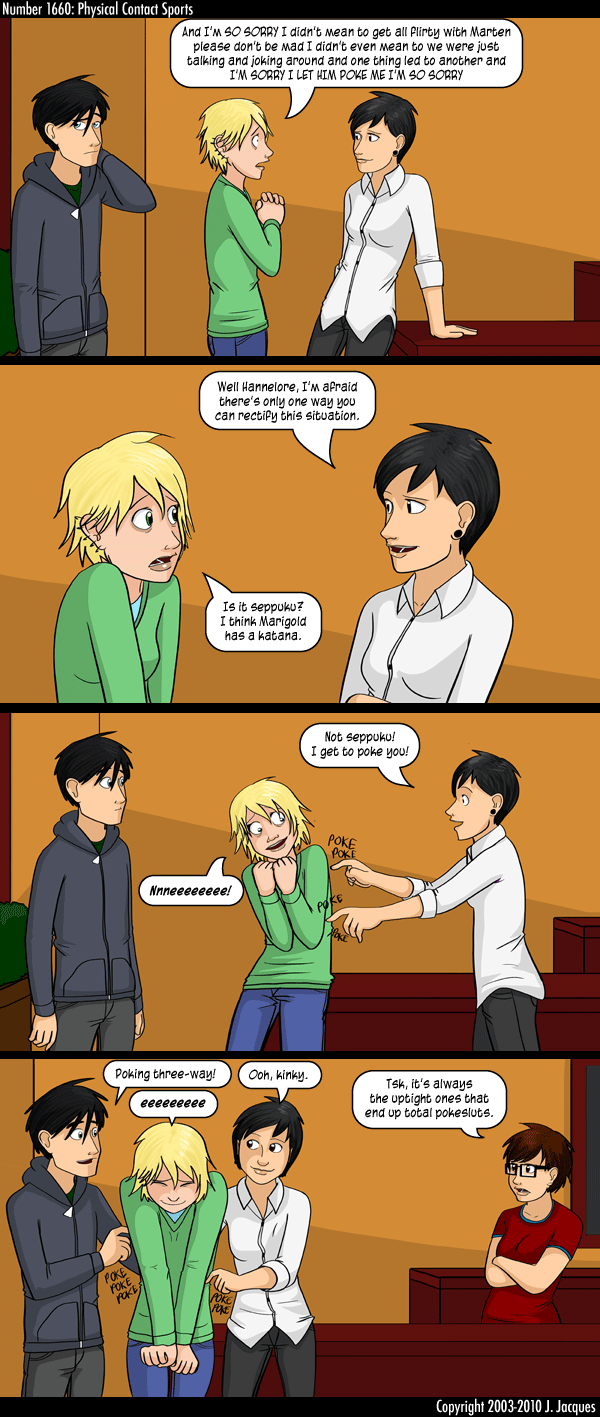 Number 1660: Physical Contact Sports
And I'm SO SORRY I didn't mean to get all flirty with Marten
please don't be mad I didn't even mean to we were just
talking and joking around and one thing led to another and
I'M SORRY I LET HIM POKE ME I'M SO SORRY
Well Hannelore, I'm afraid
there's only one way you
can rectify this situation.
Is it seppuku?
I think Marigold
has a katana.
Not seppuku!
I get to poke you!
POKE
POKE
Nnneeeeeeee!
POKE
POKE
Poking three-way!
eeeeeeeee
Ooh, kinky.
Tsk, it's always
the uptight ones that
end up total pokesluts.
POKE
POKE
POKE
POKE
POKE
Copyright 2003-2010 J. Jacques